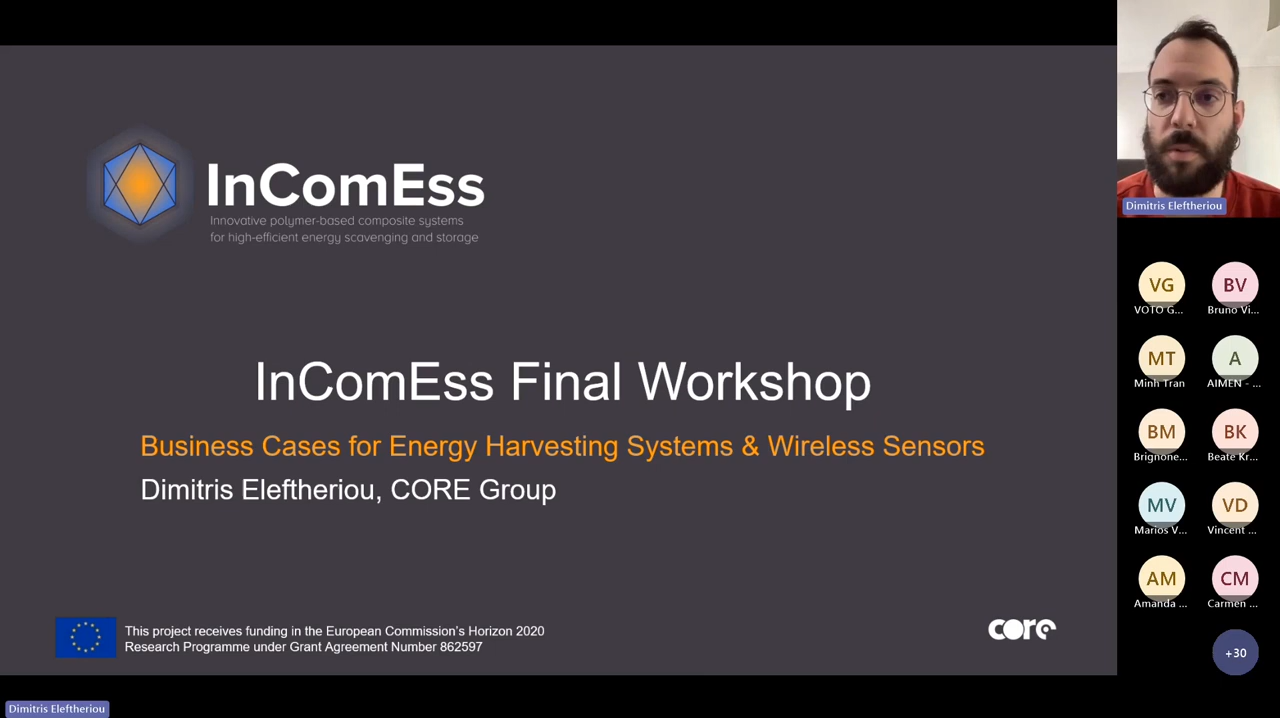 InComEss
Innovative polymer-based composite systems
for high-efficient energy scavenging and storage
InComEss Final Workshop
Business Cases for Energy Harvesting Systems & Wireless Sensors
Dimitris Eleftheriou, CORE Group
This project receives funding in the European Commission's Horizon 2020
Research Programme under Grant Agreement Number 862597
core
Dimitris Eleftheriou
VG
VOTO G...
BV
Bruno Vi...
MT
Minh Tran
A
AIMEN - ...
BM
Brignone...
BK
Beate Kr...
MV
Marios V...
VD
Vincent ...
AM
Amanda ...
CM
Carmen ...
+30
Dimitris Eleftheriou